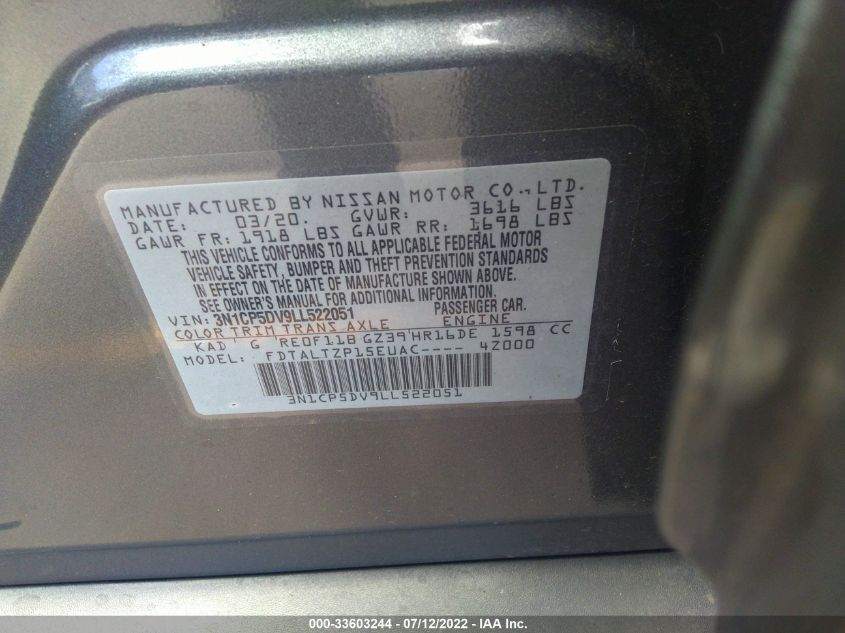 MANUFACTURED BY NISSAN MOTOR CO., LTD.
DATE: 03/20. GVWR: 3616 LBS
GAWR FR: 1918 LBS GAWR RR: 1698 LBS
THIS VEHICLE CONFORMS TO ALL APPLICABLE FEDERAL MOTOR
VEHICLE SAFETY, BUMPER AND THEFT PREVENTION STANDARDS
IN EFFECT ON THE DATE OF MANUFACTURE SHOWN ABOVE.
SEE OWNER'S MANUAL FOR ADDITIONAL INFORMATION.
VIN: 3N1CP5DV9LL522051 PASSENGER CAR.
COLOR TRIM TRANS AXLE ENGINE
KAD G RE0F11B GZ39 HR16DE 1598 CC
MODEL: FDTALTZP15EUAC---- 4Z000
3N1CP5DV9LL522051
000-33603244 - 07/12/2022 - IAA Inc.